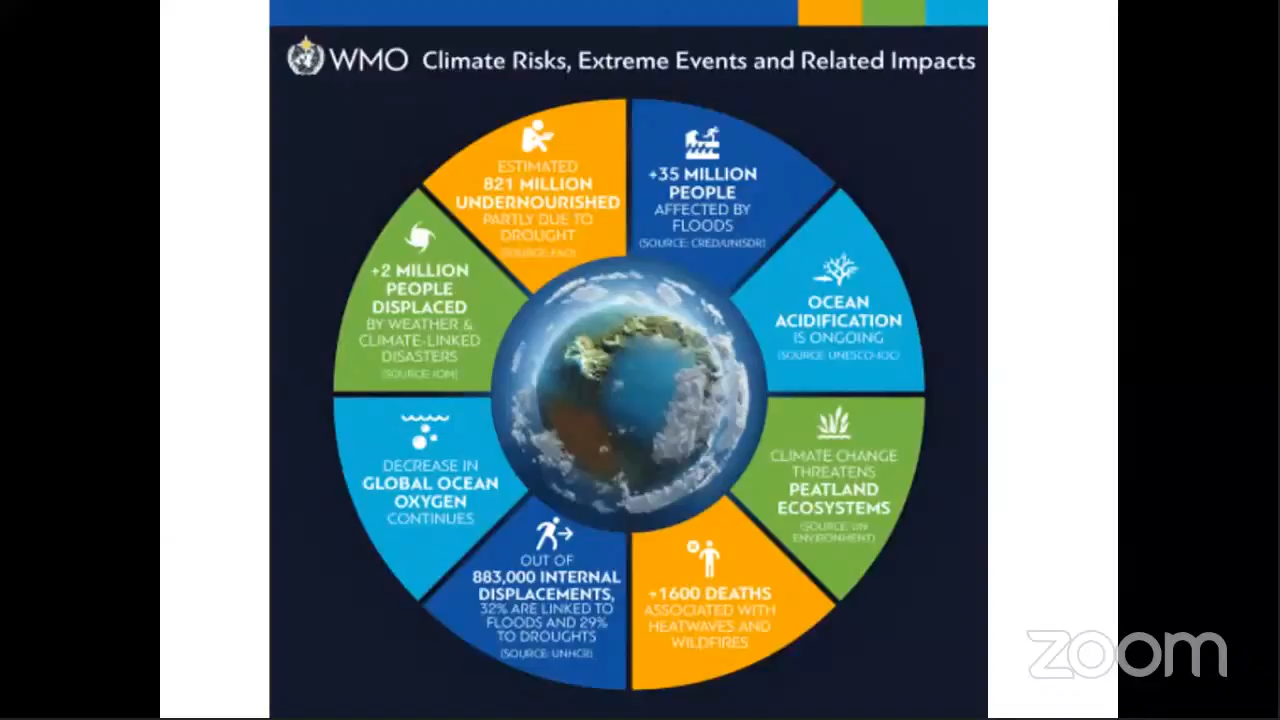 WMO Climate Risks, Extreme Events and Related Impacts
ESTIMATED
821 MILLION
UNDERNOURISHED
PARTLY DUE TO
DROUGHT
(SOURCE: FAO)
+35 MILLION
PEOPLE
AFFECTED BY
FLOODS
(SOURCE: CRED/UNISDR)
OCEAN
ACIDIFICATION
IS ONGOING
(SOURCE: UNESCO-IOC)
CLIMATE CHANGE
THREATENS
PEATLAND
ECOSYSTEMS
(SOURCE: UN
ENVIRONMENT)
+1600 DEATHS
ASSOCIATED WITH
HEATWAVES AND
WILDFIRES
OUT OF
883,000 INTERNAL
DISPLACEMENTS,
32% ARE LINKED TO
FLOODS AND 29%
TO DROUGHTS
(SOURCE: UNHCR)
DECREASE IN
GLOBAL OCEAN
OXYGEN
CONTINUES
+2 MILLION
PEOPLE
DISPLACED
BY WEATHER &
CLIMATE-LINKED
DISASTERS
(SOURCE: IOM)
zoom